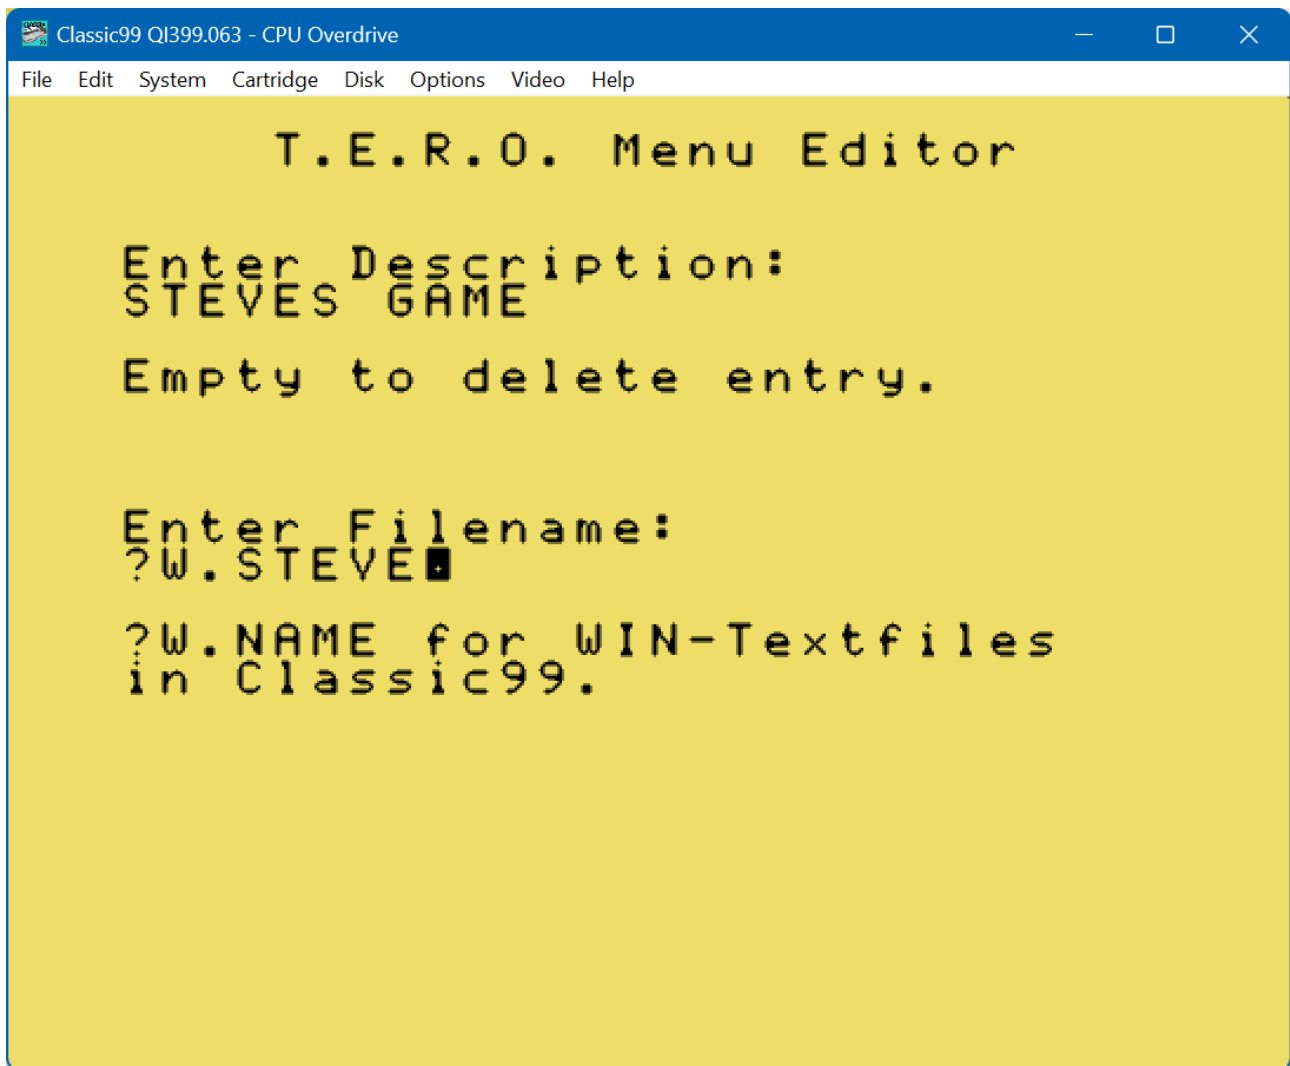 Classic99 QI399.063 - CPU Overdrive
File Edit System Cartridge Disk Options Video Help
T.E.R.O. Menu Editor
Enter Description:
STEVES GAME
Empty to delete entry.
Enter Filename:
?W.STEVE
?W.NAME for WIN-Textfiles
in Classic99.